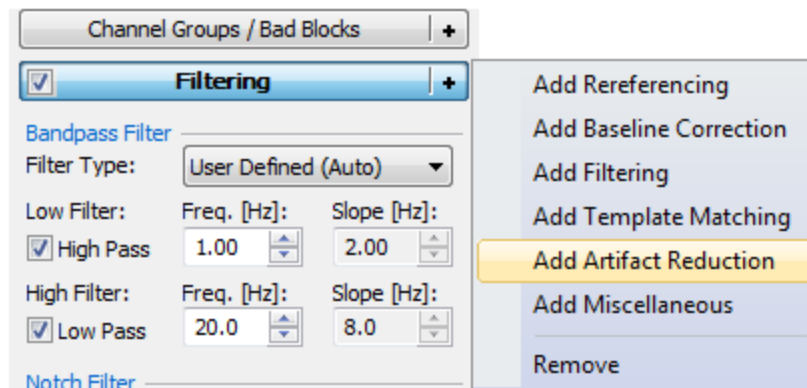 Channel Groups / Bad Blocks +
Filtering +
Bandpass Filter
Filter Type: User Defined (Auto)
Low Filter: Freq. [Hz]: Slope [Hz]:
High Pass 1.00 2.00
High Filter: Freq. [Hz]: Slope [Hz]:
Low Pass 20.0 8.0
Notch Filter
Add Rereferencing
Add Baseline Correction
Add Filtering
Add Template Matching
Add Artifact Reduction
Add Miscellaneous
Remove